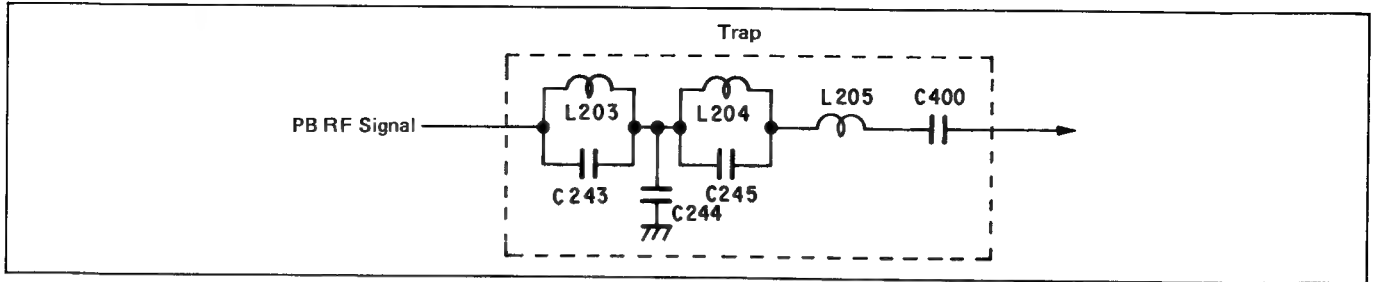 Trap
L203
L204
L205
C400
PB RF Signal
C243
C245
C244